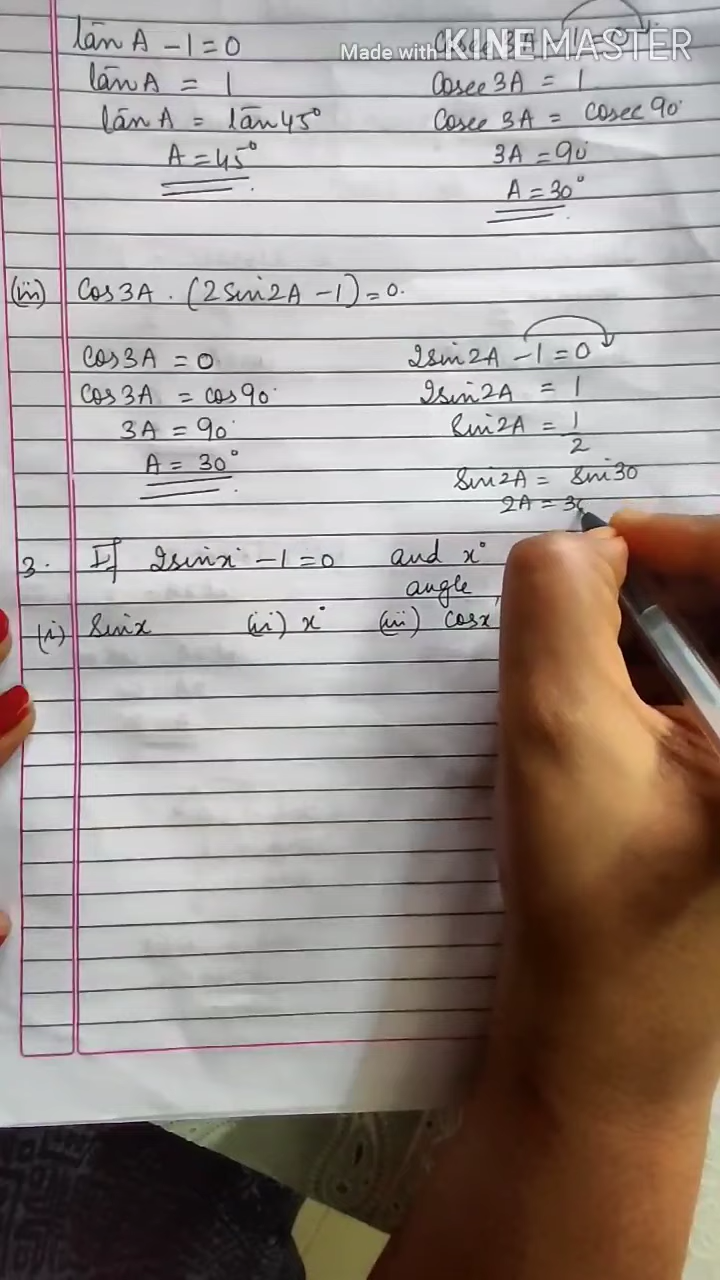 tan A - 1 = 0
tan A = 1
tan A = tan 45°
A = 45°
Made with KINEMASTER
Cosec 3A = 1
Cosec 3A = cosec 90°
3A = 90
A = 30°
(iii) Cos 3A . (2 Sin 2A - 1) = 0.
Cos 3A = 0
Cos 3A = cos 90°
3A = 90°
A = 30°
2 sin 2A - 1 = 0
2 sin 2A = 1
Sin 2A = 1/2
Sin 2A = Sin 30
2A = 30
3. If 2 sin x - 1 = 0 and x°
angle
(i) Sin x (ii) x° (iii) cos x